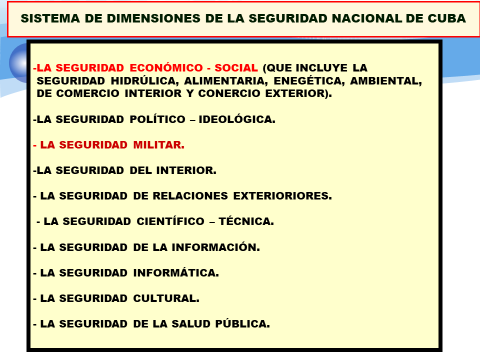 SISTEMA DE DIMENSIONES DE LA SEGURIDAD NACIONAL DE CUBA
-LA SEGURIDAD ECONÓMICO - SOCIAL (QUE INCLUYE LA
SEGURIDAD HIDRÚLICA, ALIMENTARIA, ENEGÉTICA, AMBIENTAL,
DE COMERCIO INTERIOR Y CONERCIO EXTERIOR).
-LA SEGURIDAD POLÍTICO – IDEOLÓGICA.
- LA SEGURIDAD MILITAR.
-LA SEGURIDAD DEL INTERIOR.
- LA SEGURIDAD DE RELACIONES EXTERIORIORES.
- LA SEGURIDAD CIENTÍFICO – TÉCNICA.
- LA SEGURIDAD DE LA INFORMACIÓN.
- LA SEGURIDAD INFORMÁTICA.
- LA SEGURIDAD CULTURAL.
- LA SEGURIDAD DE LA SALUD PÚBLICA.